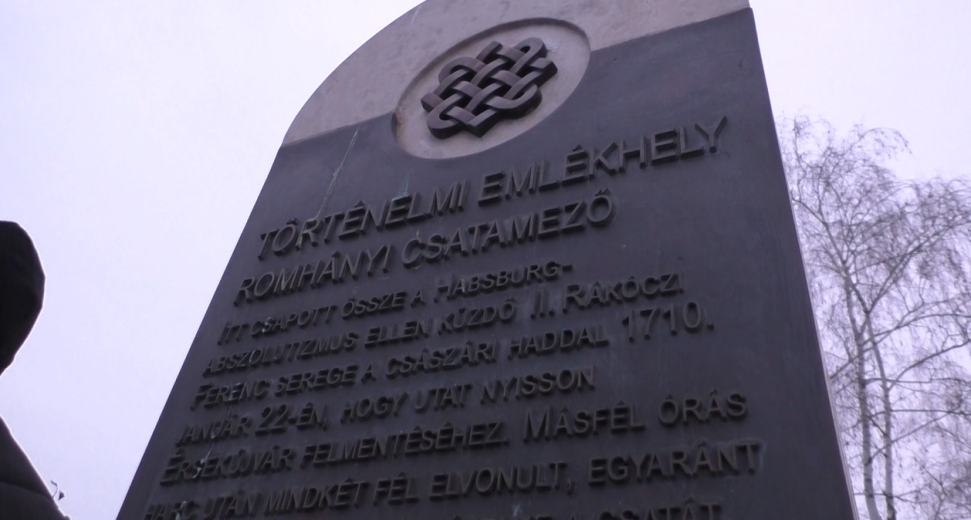 TÖRTÉNELMI EMLÉKHELY
ROMHÁNYI CSATAMEZŐ
ITT CSAPOTT ÖSSZE A HABSBURG-
ABSZOLUTIZMUS ELLEN KÜZDŐ II. RÁKÓCZI
FERENC SEREGE A CSÁSZÁRI HADDAL 1710.
JANUÁR 22-ÉN, HOGY UTAT NYISSON
ÉRSEKÚJVÁR FELMENTÉSÉHEZ. MÁSFÉL ÓRÁS
HARC UTÁN MINDKÉT FÉL ELVONULT, EGYARÁNT
A CSATÁT